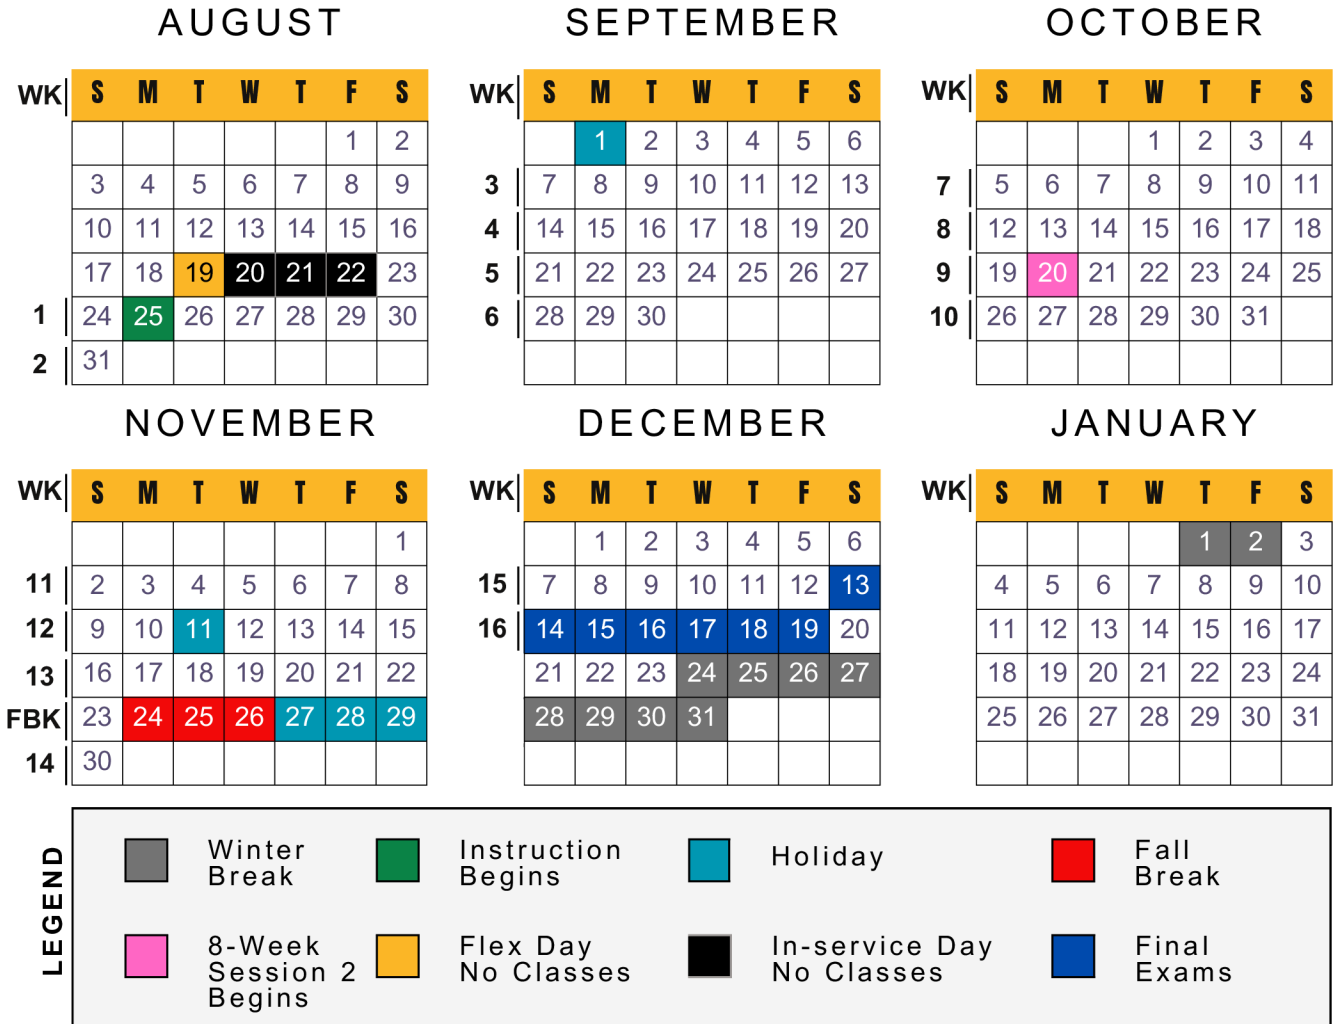 AUGUST SEPTEMBER OCTOBER
WK S M T W T F S WK S M T W T F S WK S M T W T F S
1 2 1 2 3 4 5 6 1 2 3 4
3 4 5 6 7 8 9 3 7 8 9 10 11 12 13 7 5 6 7 8 9 10 11
10 11 12 13 14 15 16 4 14 15 16 17 18 19 20 8 12 13 14 15 16 17 18
17 18 19 20 21 22 23 5 21 22 23 24 25 26 27 9 19 20 21 22 23 24 25
1 24 25 26 27 28 29 30 6 28 29 30 10 26 27 28 29 30 31
2 31
NOVEMBER DECEMBER JANUARY
WK S M T W T F S WK S M T W T F S WK S M T W T F S
1 1 2 3 4 5 6 1 2 3
11 2 3 4 5 6 7 8 15 7 8 9 10 11 12 13 4 5 6 7 8 9 10
12 9 10 11 12 13 14 15 16 14 15 16 17 18 19 20 11 12 13 14 15 16 17
13 16 17 18 19 20 21 22 21 22 23 24 25 26 27 18 19 20 21 22 23 24
FBK 23 24 25 26 27 28 29 28 29 30 31 25 26 27 28 29 30 31
14 30
LEGEND
Winter Instruction Holiday Fall
Break Begins Break
8-Week Flex Day In-service Day Final
Session 2 No Classes No Classes Exams
Begins